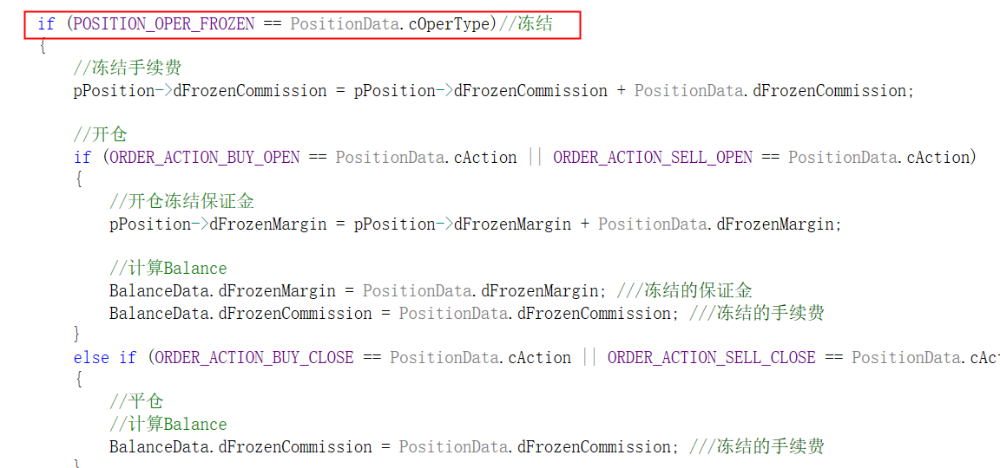 if (POSITION_OPER_FROZEN == PositionData.cOperType)//冻结
{
//冻结手续费
pPosition->dFrozenCommission = pPosition->dFrozenCommission + PositionData.dFrozenCommission;
//开仓
if (ORDER_ACTION_BUY_OPEN == PositionData.cAction || ORDER_ACTION_SELL_OPEN == PositionData.cAction)
{
//开仓冻结保证金
pPosition->dFrozenMargin = pPosition->dFrozenMargin + PositionData.dFrozenMargin;
//计算Balance
BalanceData.dFrozenMargin = PositionData.dFrozenMargin; ///冻结的保证金
BalanceData.dFrozenCommission = PositionData.dFrozenCommission; ///冻结的手续费
}
else if (ORDER_ACTION_BUY_CLOSE == PositionData.cAction || ORDER_ACTION_SELL_CLOSE == PositionData.cAct
{
//平仓
//计算Balance
BalanceData.dFrozenCommission = PositionData.dFrozenCommission; ///冻结的手续费
}